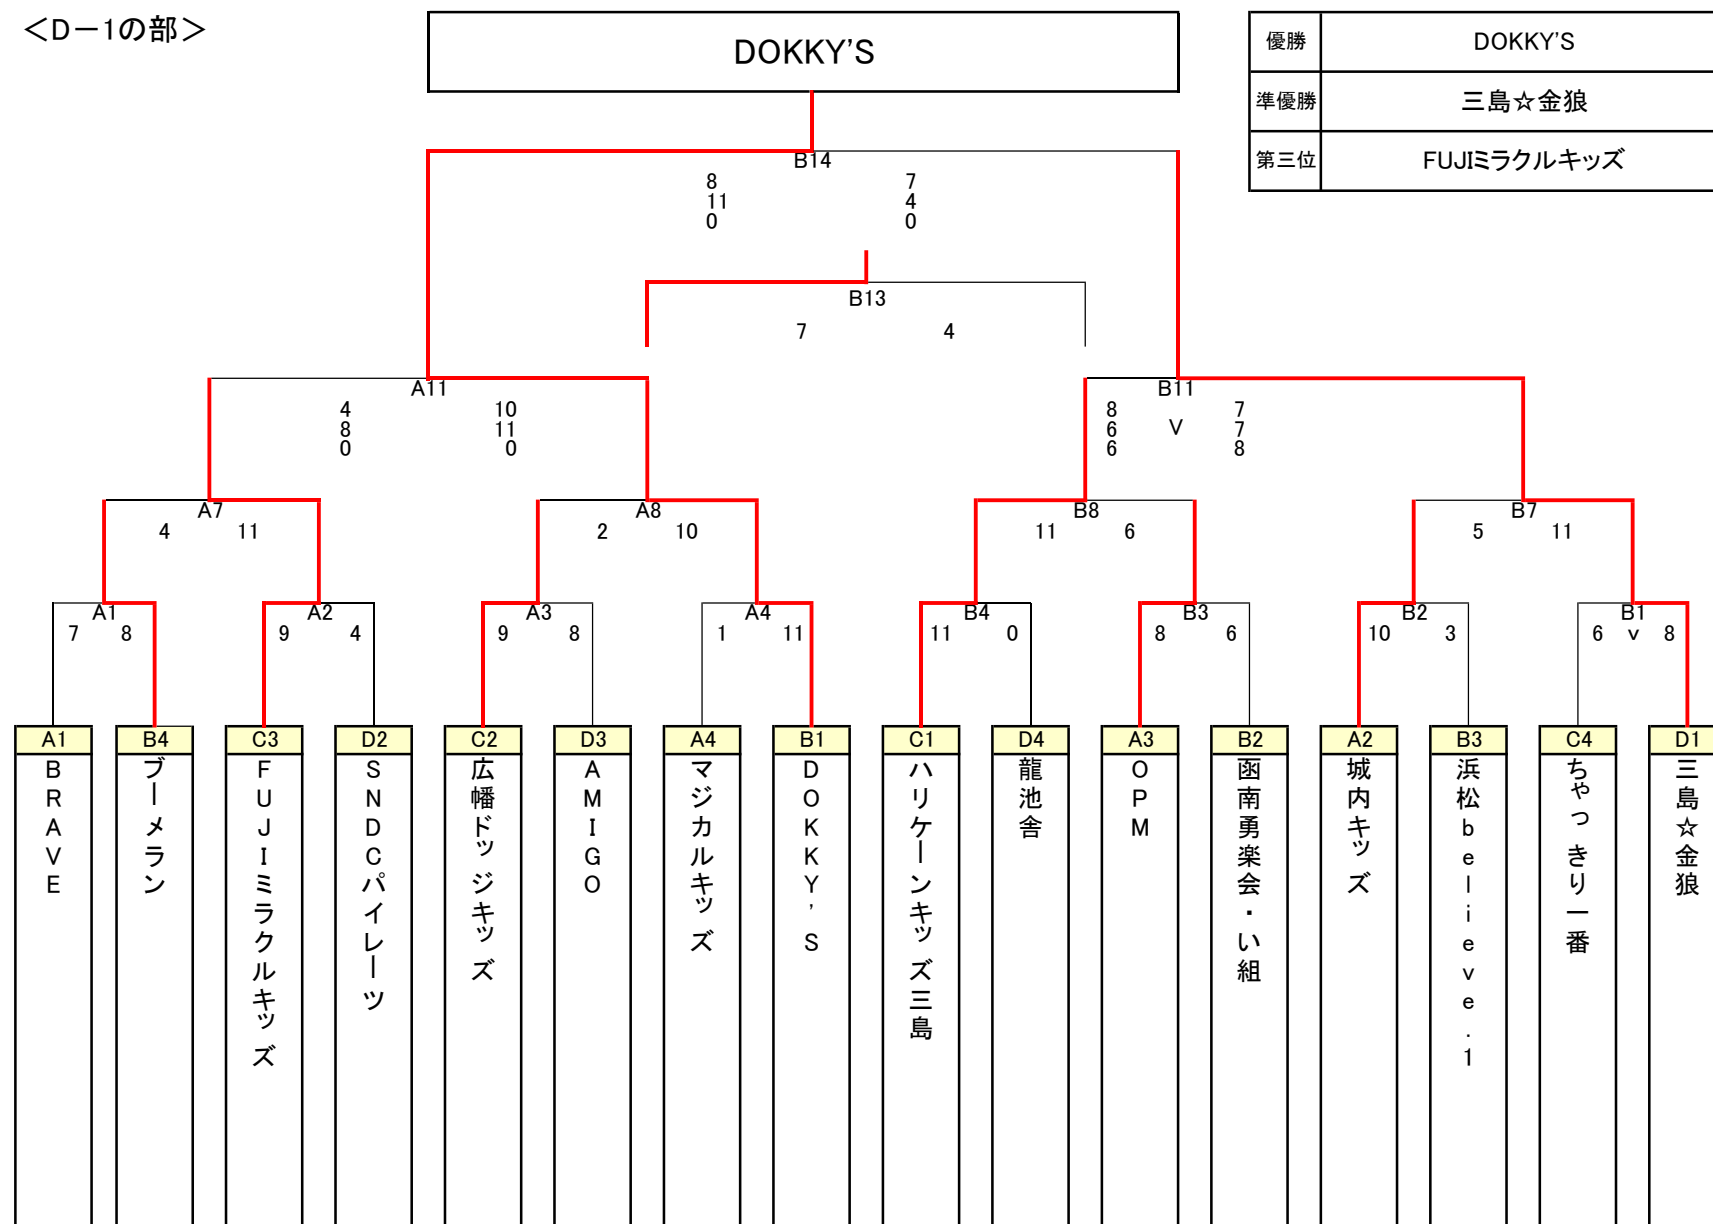 ＜D－1の部＞
DOKKY'S
優勝 DOKKY'S
準優勝 三島☆金狼
第三位 FUJIミラクルキッズ
B14
8 7
11 4
0 0
B13
7 4
A11 B11
4 10 8 7
8 11 6 V 7
0 0 6 8
A7 A8 B8 B7
4 11 2 10 11 6 5 11
A1 A2 A3 A4 B4 B3 B2 B1
7 8 9 4 9 8 1 11 11 0 8 6 10 3 6 v 8
A1 B4 C3 D2 C2 D3 A4 B1 C1 D4 A3 B2 A2 B3 C4 D1
BRAVE
ブーメラン
FUJIミラクルキッズ
SNDCパイレーツ
広幡ドッジキッズ
AMIGO
マジカルキッズ
DOKKY'S
ハリケーンキッズ三島
龍池舎
OPM
函南勇楽会・い組
城内キッズ
浜松believe.1
ちゃっきり一番
三島☆金狼